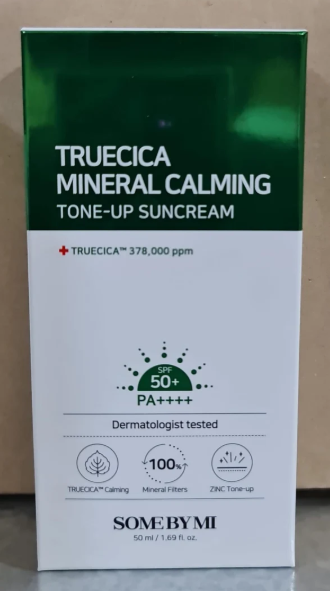 TRUECICA
MINERAL CALMING
TONE-UP SUNCREAM
TRUECICA™ 378,000 ppm
SPF
50+
PA++++
Dermatologist tested
100%
TRUECICA™ Calming
Mineral Filters
ZINC Tone-up
SOME BY MI
50 ml / 1.69 fl. oz.